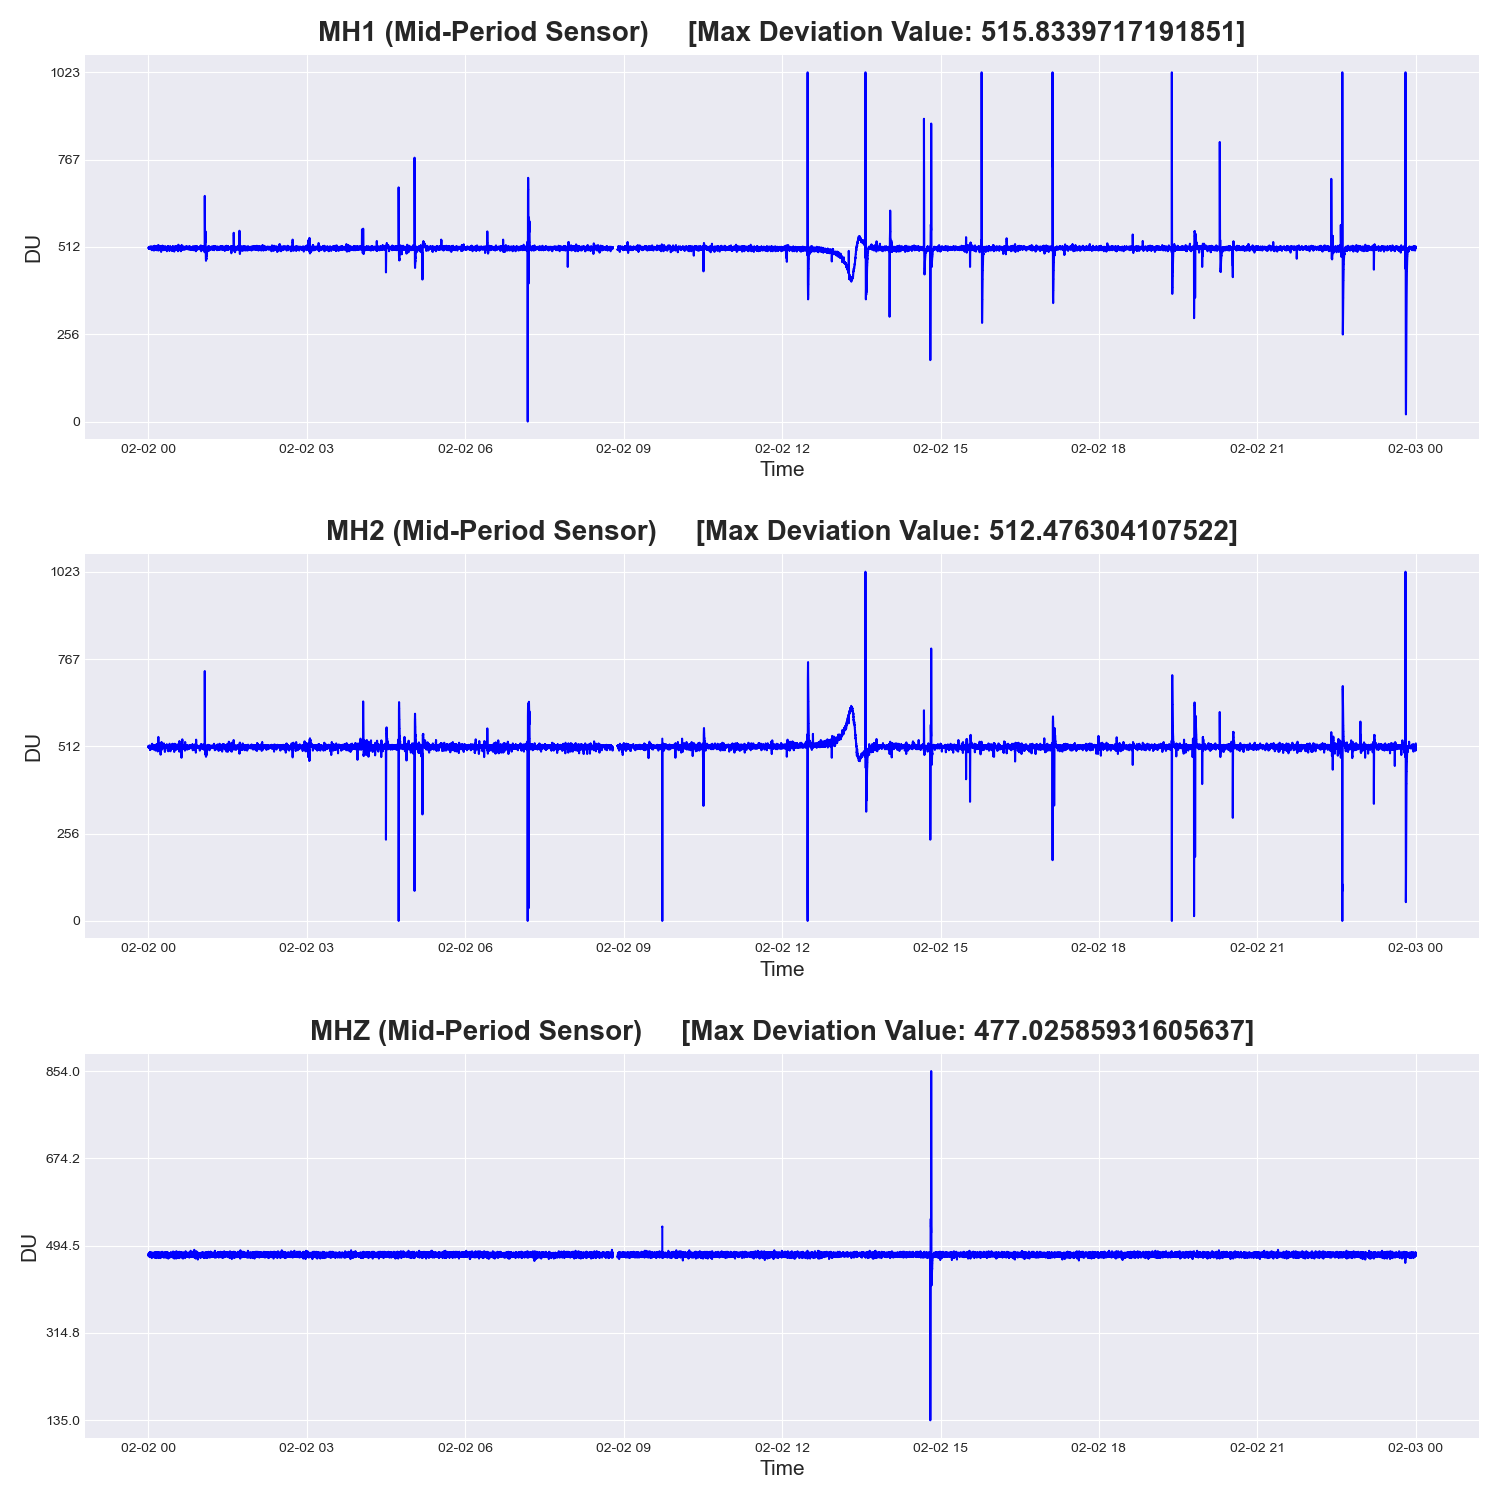 MH1 (Mid-Period Sensor) [Max Deviation Value: 515.8339717191851]
1023
767
512
256
0
DU
02-02 00 02-02 03 02-02 06 02-02 09 02-02 12 02-02 15 02-02 18 02-02 21 02-03 00
Time
MH2 (Mid-Period Sensor) [Max Deviation Value: 512.476304107522]
1023
767
512
256
0
DU
02-02 00 02-02 03 02-02 06 02-02 09 02-02 12 02-02 15 02-02 18 02-02 21 02-03 00
Time
MHZ (Mid-Period Sensor) [Max Deviation Value: 477.02585931605637]
854.0
674.2
494.5
314.8
135.0
DU
02-02 00 02-02 03 02-02 06 02-02 09 02-02 12 02-02 15 02-02 18 02-02 21 02-03 00
Time